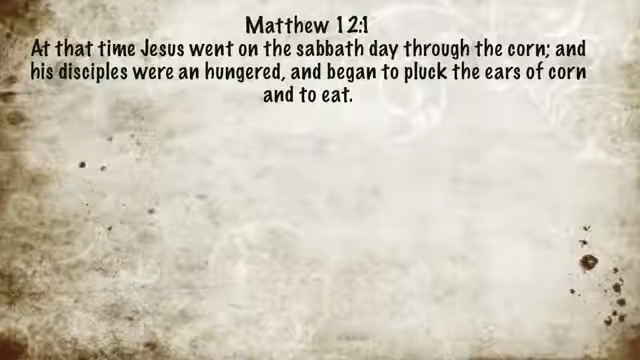 Matthew 12:1
At that time Jesus went on the sabbath day through the corn; and
his disciples were an hungered, and began to pluck the ears of corn
and to eat.